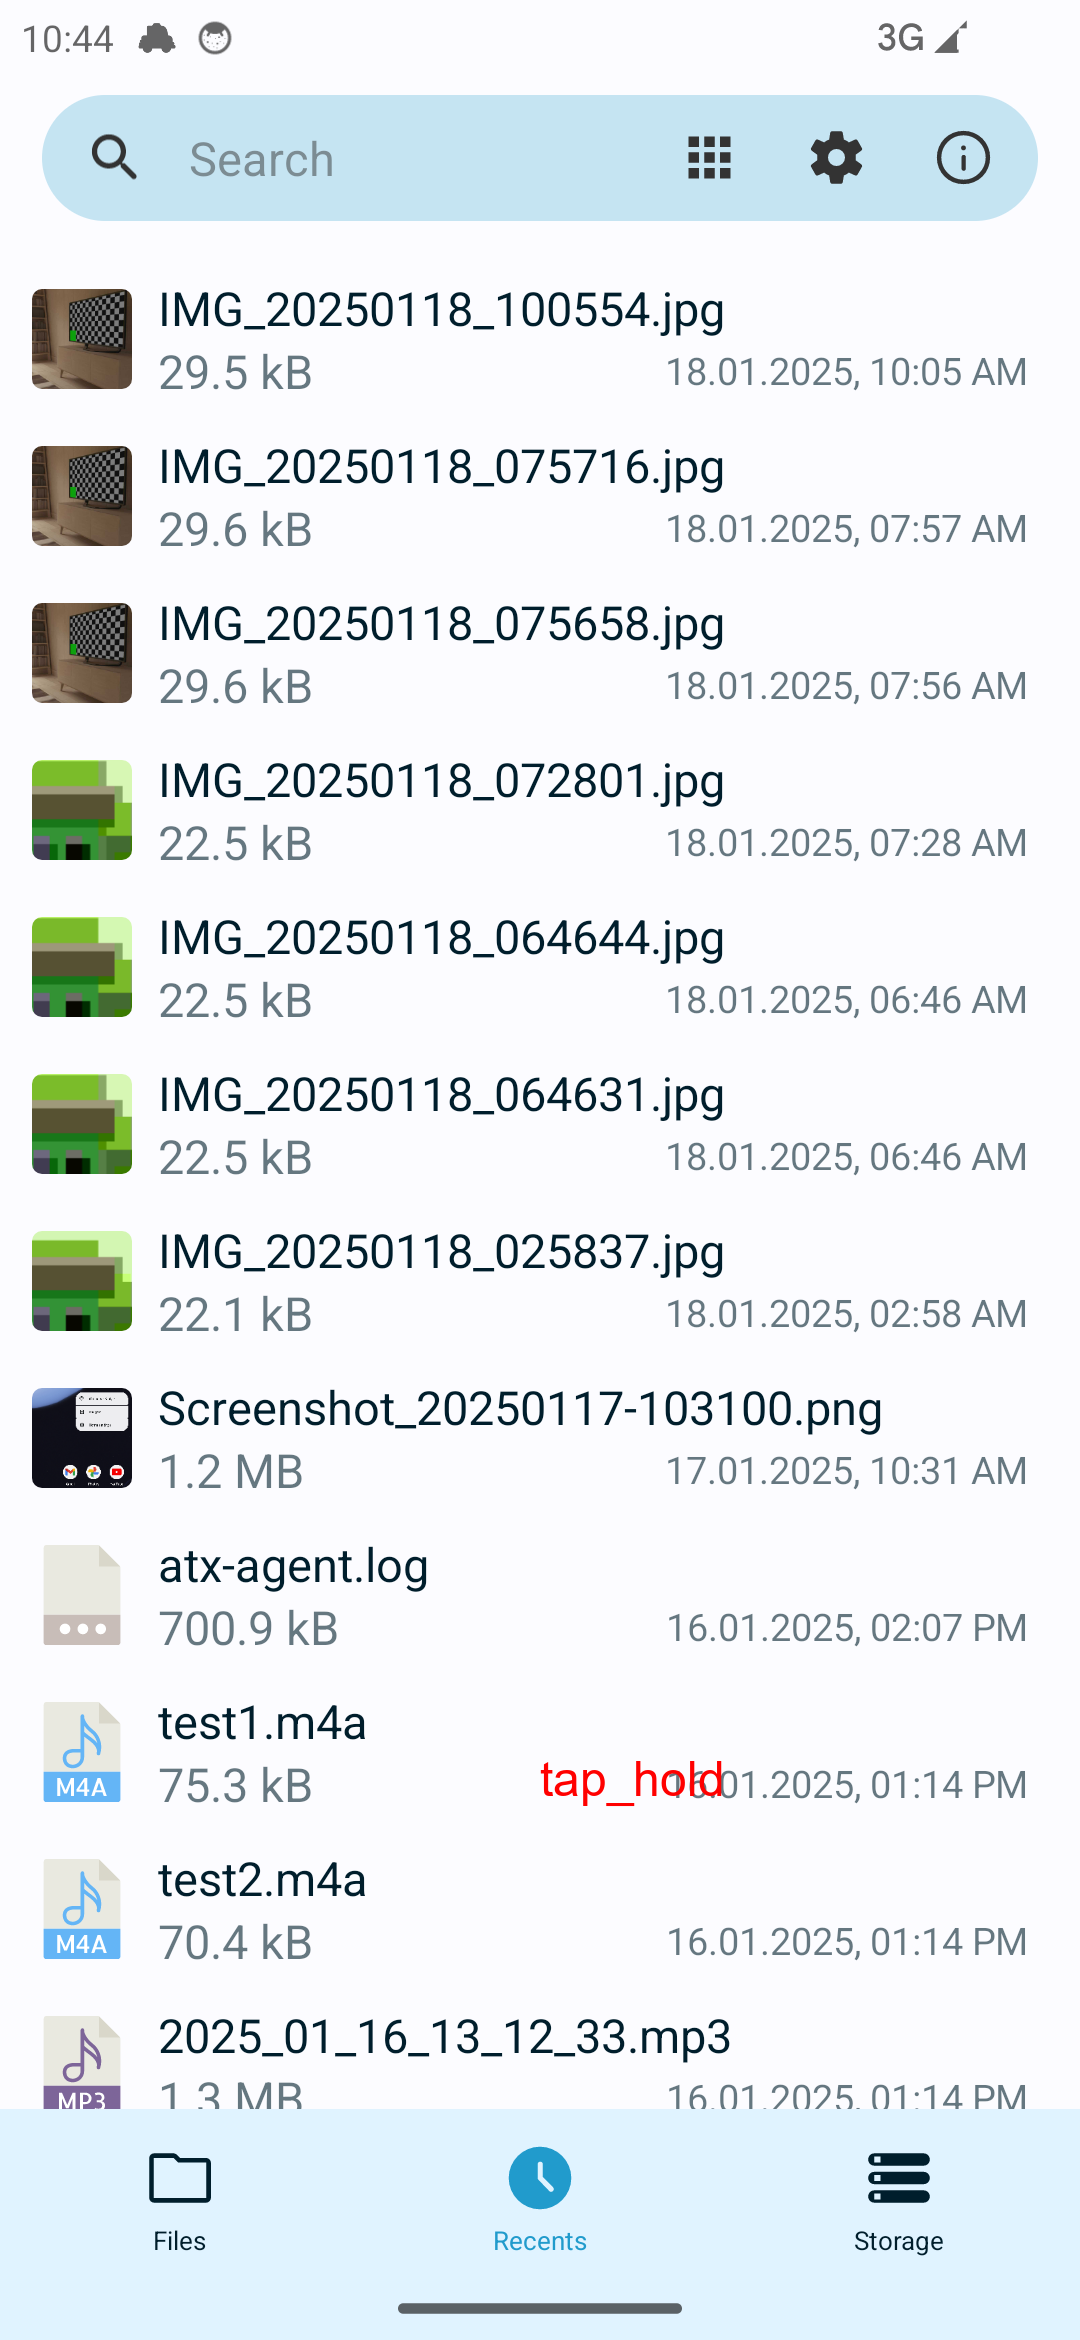 10:44 3G
Search
IMG_20250118_100554.jpg
29.5 kB 18.01.2025, 10:05 AM
IMG_20250118_075716.jpg
29.6 kB 18.01.2025, 07:57 AM
IMG_20250118_075658.jpg
29.6 kB 18.01.2025, 07:56 AM
IMG_20250118_072801.jpg
22.5 kB 18.01.2025, 07:28 AM
IMG_20250118_064644.jpg
22.5 kB 18.01.2025, 06:46 AM
IMG_20250118_064631.jpg
22.5 kB 18.01.2025, 06:46 AM
IMG_20250118_025837.jpg
22.1 kB 18.01.2025, 02:58 AM
Screenshot_20250117-103100.png
1.2 MB 17.01.2025, 10:31 AM
atx-agent.log
700.9 kB 16.01.2025, 02:07 PM
test1.m4a
M4A 75.3 kB tap_hold 16.01.2025, 01:14 PM
test2.m4a
M4A 70.4 kB 16.01.2025, 01:14 PM
2025_01_16_13_12_33.mp3
MP3 1.3 MB 16.01.2025, 01:14 PM
Files Recents Storage